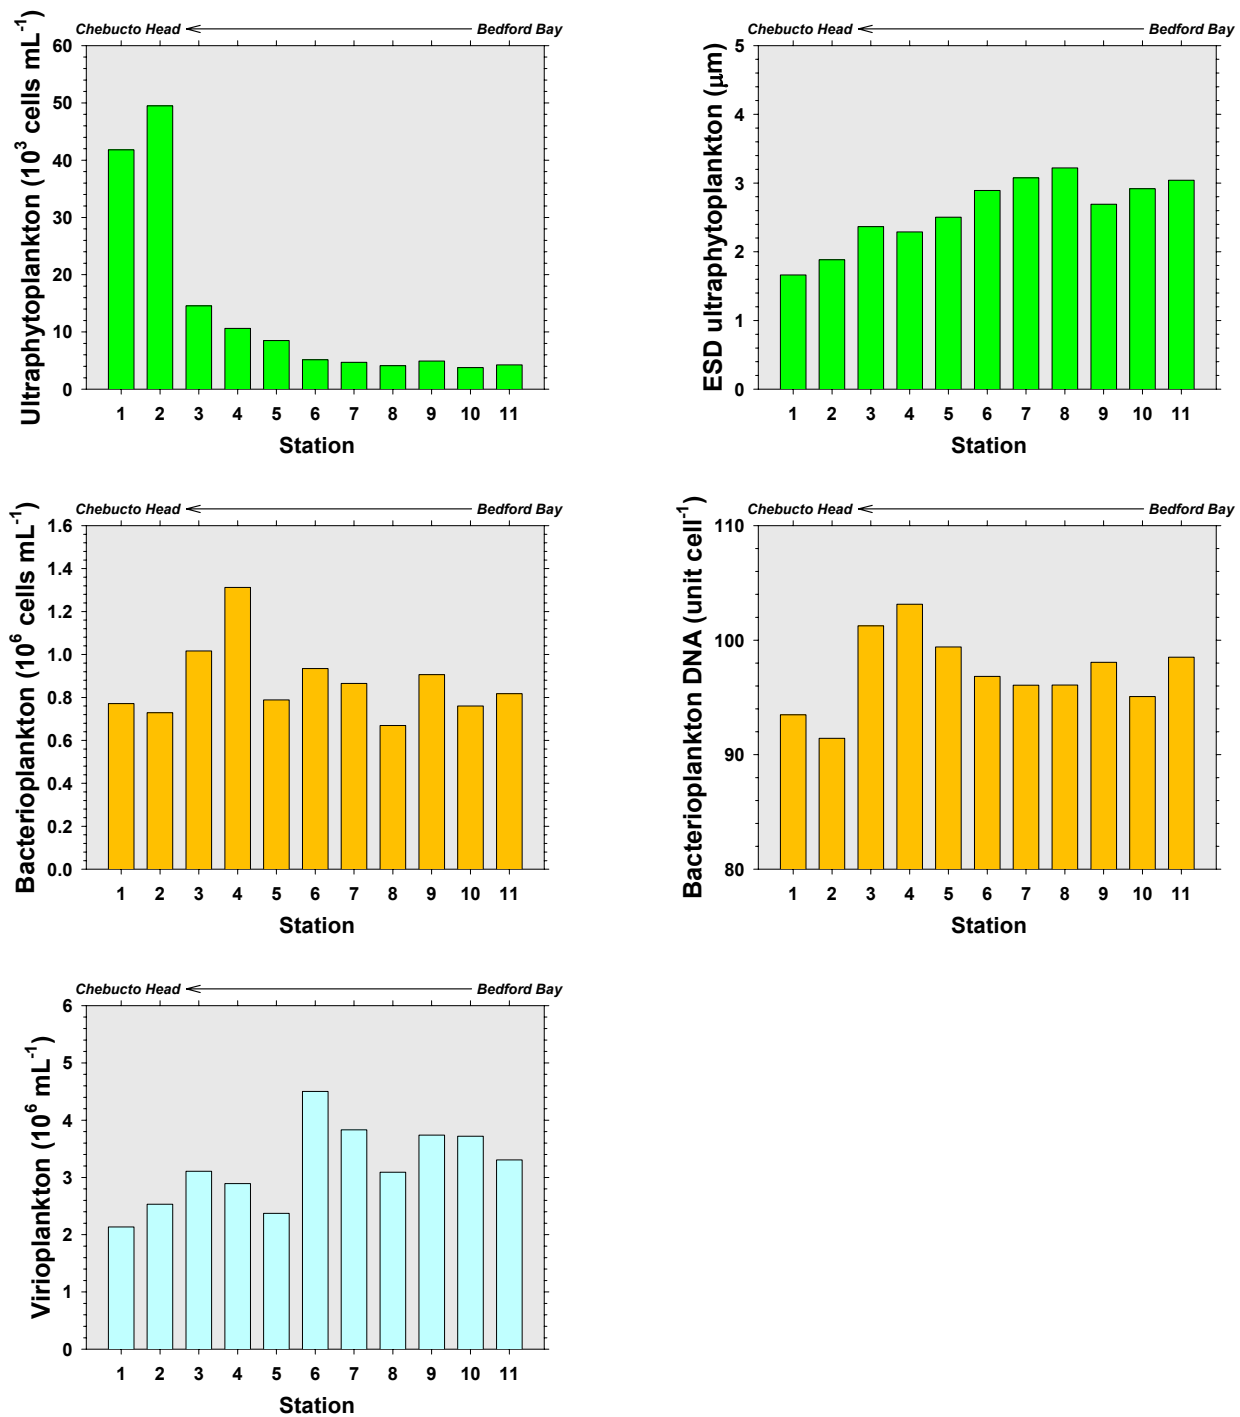 Chebucto Head Bedford Bay
Ultraphytoplankton (10³ cells mL⁻¹)
60
50
40
30
20
10
0
1 2 3 4 5 6 7 8 9 10 11
Station
Chebucto Head Bedford Bay
ESD ultraphytoplankton (μm)
5
4
3
2
1
0
1 2 3 4 5 6 7 8 9 10 11
Station
Chebucto Head Bedford Bay
Bacterioplankton (10⁶ cells mL⁻¹)
1.6
1.4
1.2
1.0
0.8
0.6
0.4
0.2
0.0
1 2 3 4 5 6 7 8 9 10 11
Station
Chebucto Head Bedford Bay
Bacterioplankton DNA (unit cell⁻¹)
110
100
90
80
1 2 3 4 5 6 7 8 9 10 11
Station
Chebucto Head Bedford Bay
Virioplankton (10⁶ mL⁻¹)
6
5
4
3
2
1
0
1 2 3 4 5 6 7 8 9 10 11
Station